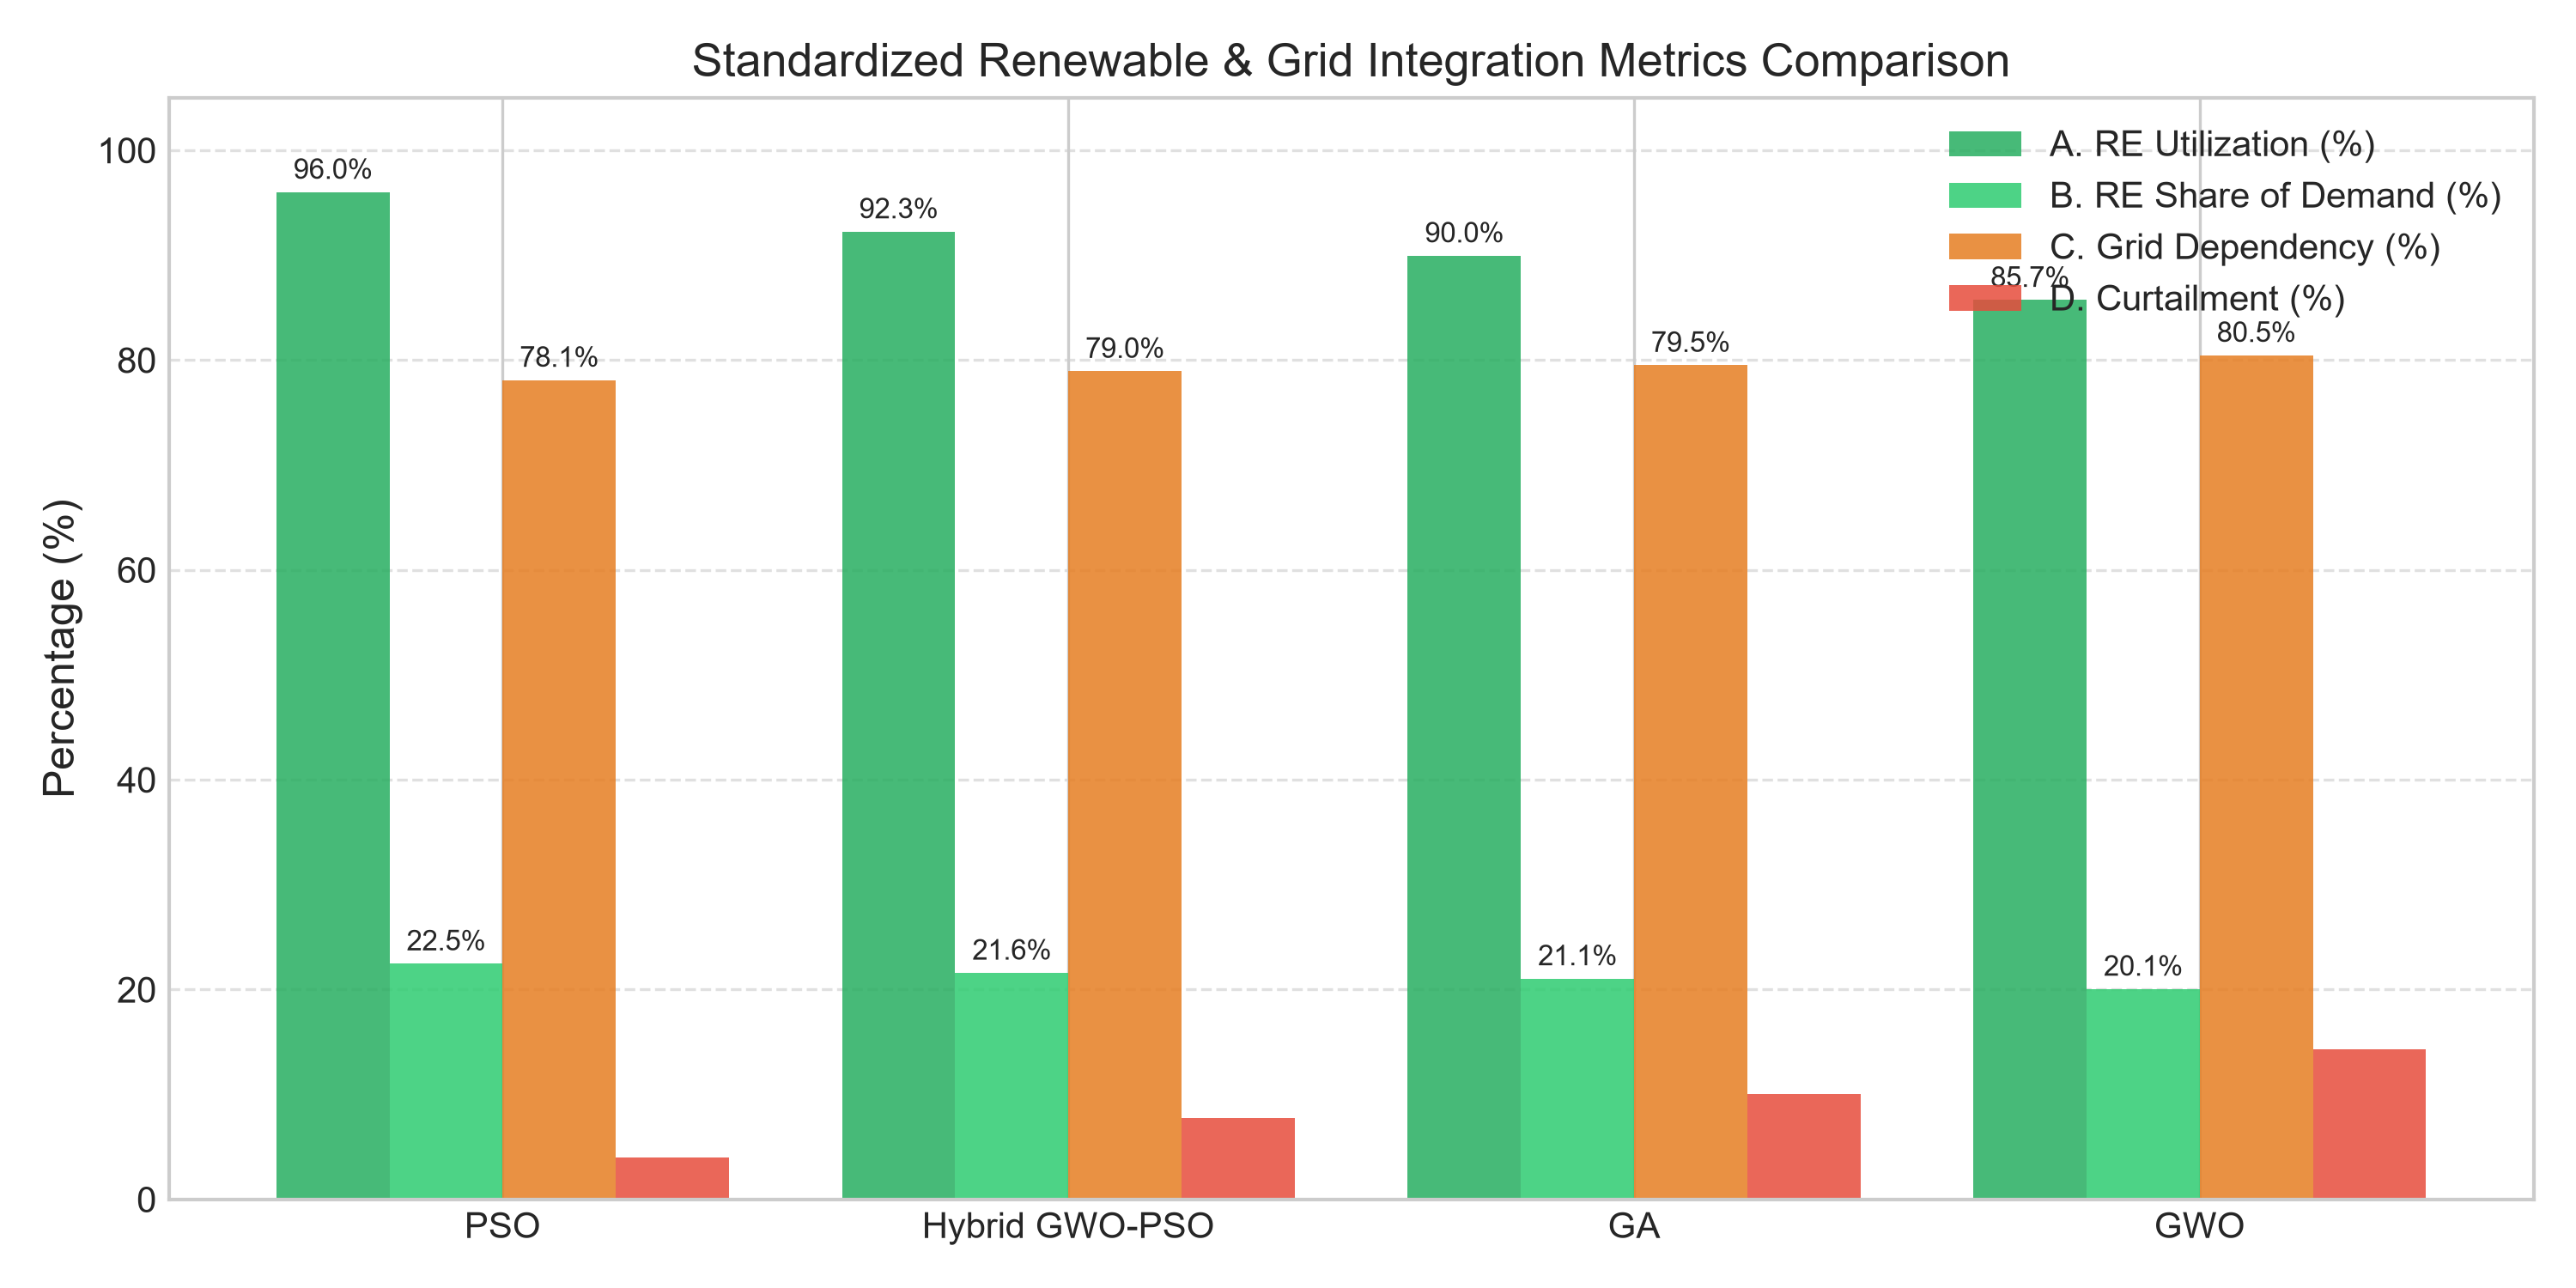 Standardized Renewable & Grid Integration Metrics Comparison
A. RE Utilization (%)
B. RE Share of Demand (%)
C. Grid Dependency (%)
D. Curtailment (%)
Percentage (%)
100
80
60
40
20
0
96.0%
22.5%
78.1%
92.3%
21.6%
79.0%
90.0%
21.1%
79.5%
85.7%
20.1%
80.5%
PSO
Hybrid GWO-PSO
GA
GWO